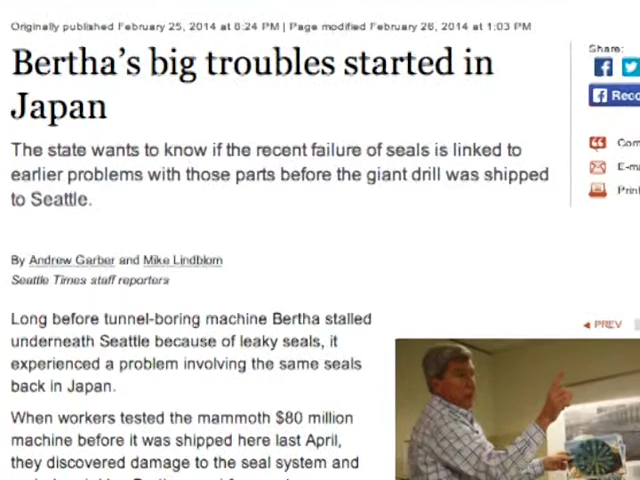 Originally published February 25, 2014 at 8:24 PM | Page modified February 26, 2014 at 1:03 PM
Bertha's big troubles started in
Japan
Share:
The state wants to know if the recent failure of seals is linked to
earlier problems with those parts before the giant drill was shipped
to Seattle.
By Andrew Garber and Mike Lindblom
Seattle Times staff reporters
Long before tunnel-boring machine Bertha stalled
underneath Seattle because of leaky seals, it
experienced a problem involving the same seals
back in Japan.
PREV
When workers tested the mammoth $80 million
machine before it was shipped here last April,
they discovered damage to the seal system and